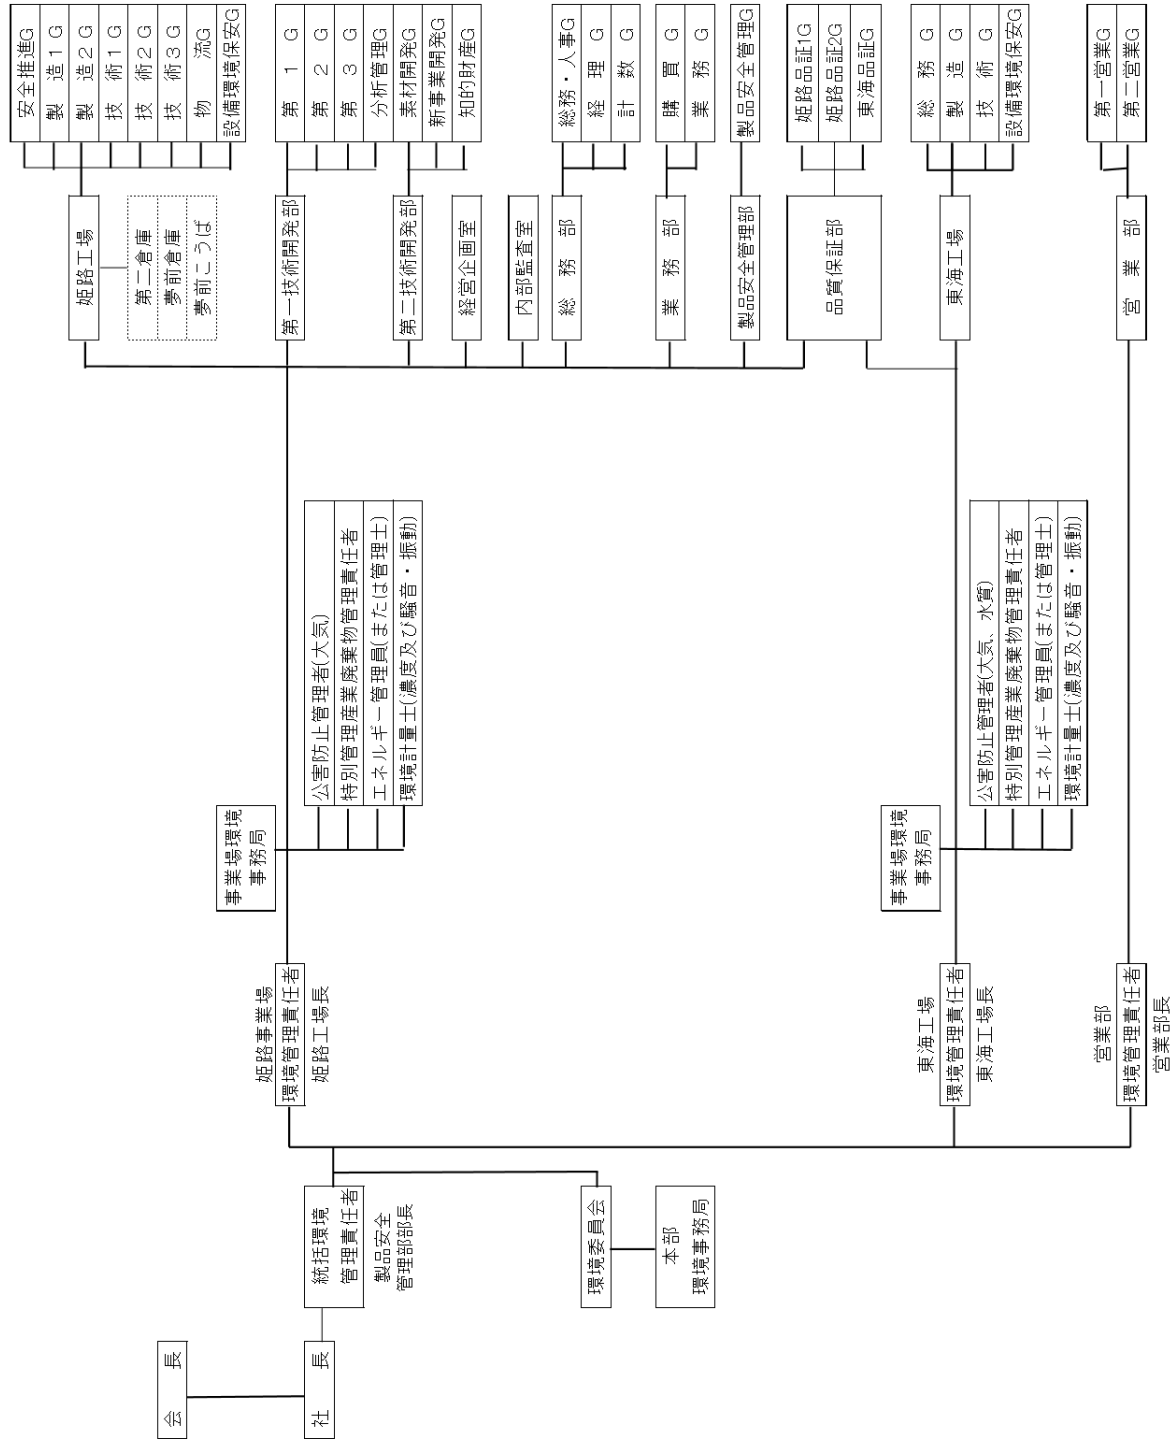 会長
社長
統括環境
管理責任者
製品安全
管理部部長
環境委員会
本部
環境事務局
姫路事業場
環境管理責任者
姫路工場長
東海工場
環境管理責任者
東海工場長
営業部
環境管理責任者
営業部長
事業場環境
事務局
公害防止管理者(大気)
特別管理産業廃棄物管理責任者
エネルギー管理員(または管理士)
環境計量士(濃度及び騒音・振動)
事業場環境
事務局
公害防止管理者(大気、水質)
特別管理産業廃棄物管理責任者
エネルギー管理員(または管理士)
環境計量士(濃度及び騒音・振動)
姫路工場
第二倉庫
夢前倉庫
夢前こうば
第一技術開発部
第二技術開発部
経営企画室
内部監査室
総務部
業務部
製品安全管理部
品質保証部
東海工場
営業部
安全推進G
製造1G
製造2G
技術1G
技術2G
技術3G
物流G
設備環境保安G
第1G
第2G
第3G
分析管理G
素材開発G
新事業開発G
知的財産G
総務・人事G
経理G
計数G
購買G
業務G
製品安全管理G
姫路品証1G
姫路品証2G
東海品証G
総務G
製造G
技術G
設備環境保安G
第一営業G
第二営業G